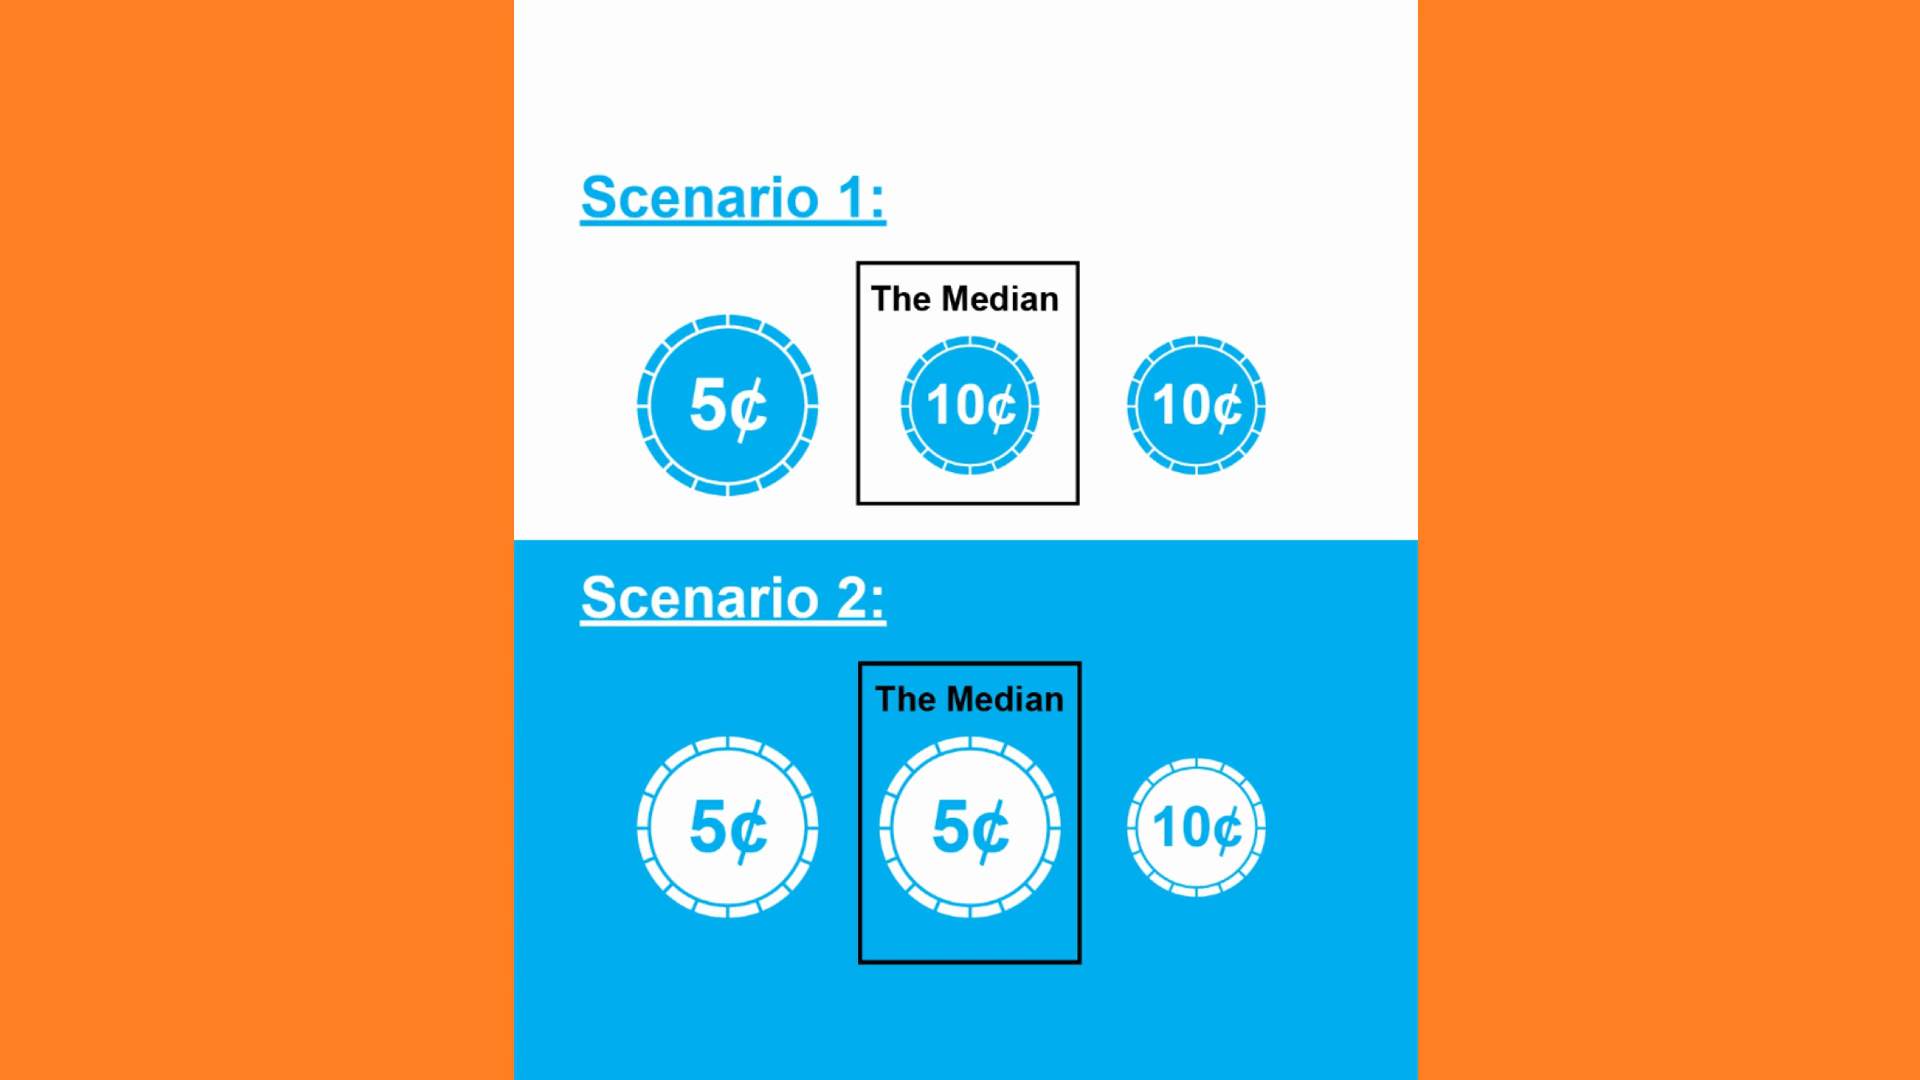 Scenario 1:
The Median
5¢ 10¢ 10¢
Scenario 2:
The Median
5¢ 5¢ 10¢